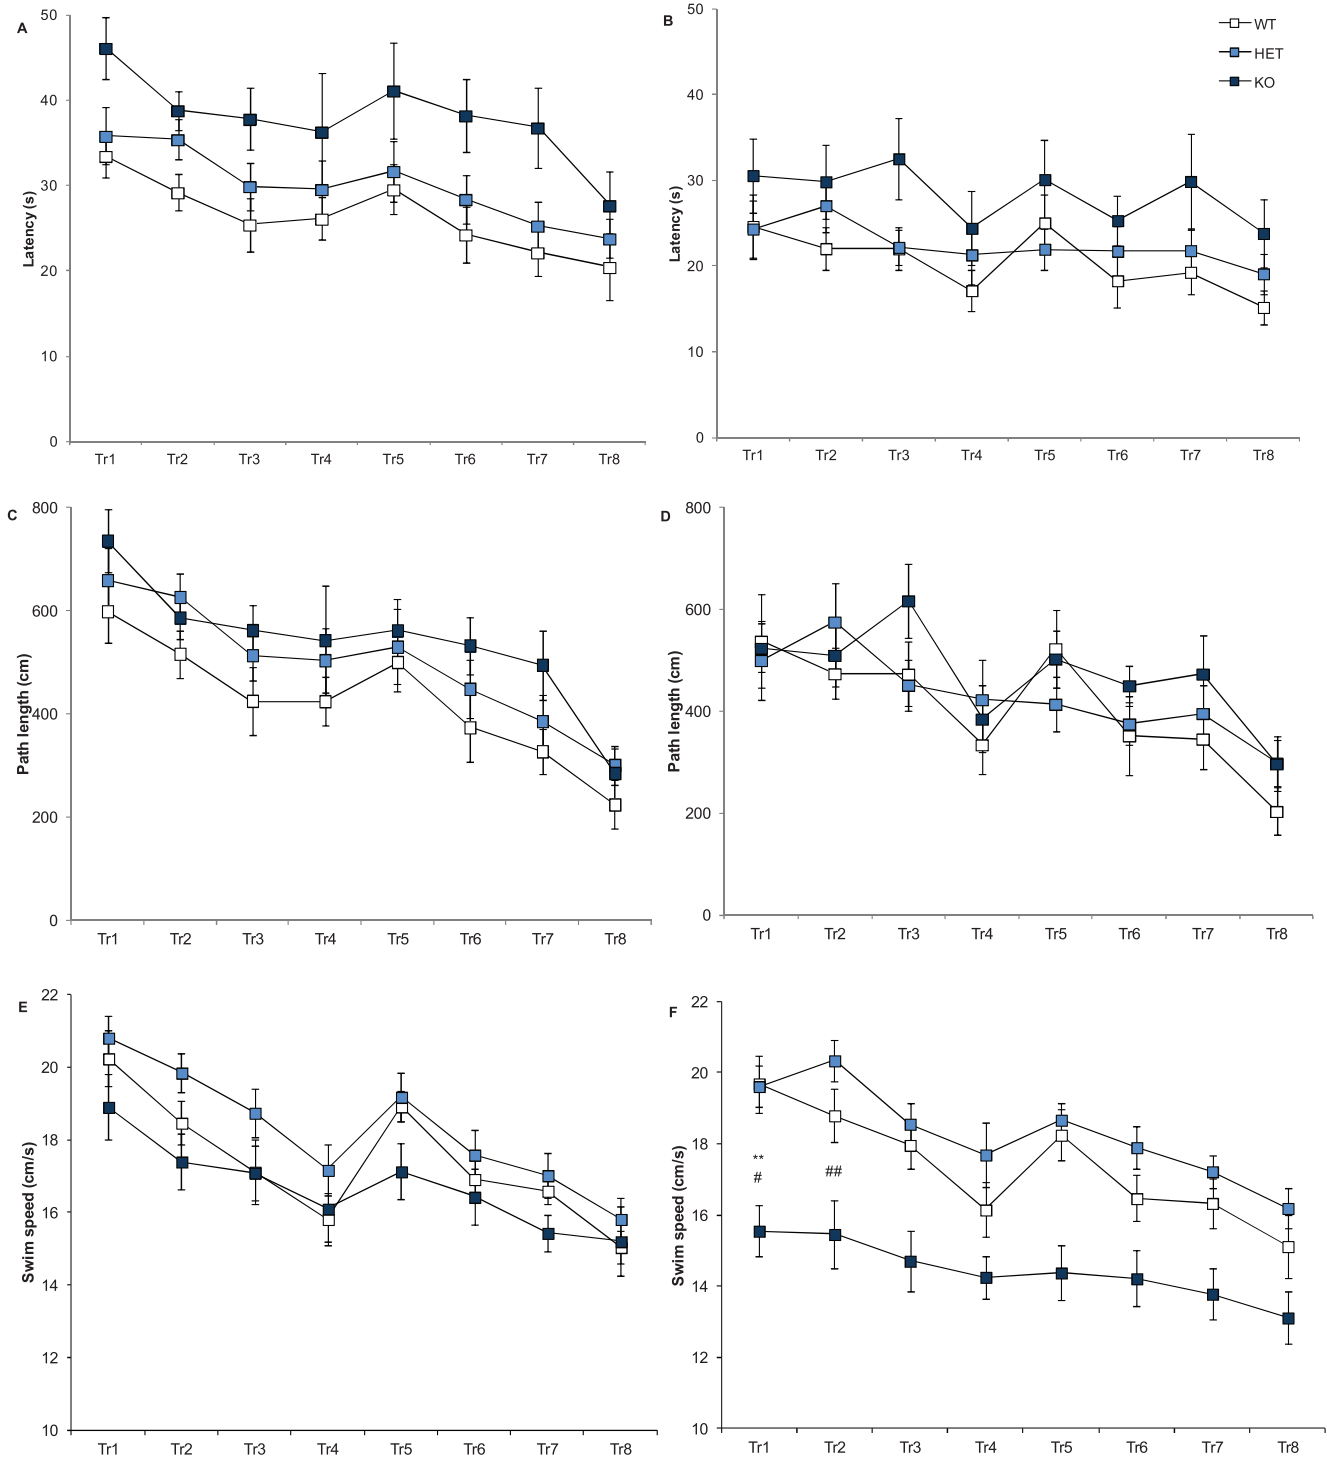 A
50
40
30
20
10
0
Latency (s)
Tr1 Tr2 Tr3 Tr4 Tr5 Tr6 Tr7 Tr8
B
50
40
30
20
10
0
Latency (s)
Tr1 Tr2 Tr3 Tr4 Tr5 Tr6 Tr7 Tr8
WT
HET
KO
C
800
600
400
200
0
Path length (cm)
Tr1 Tr2 Tr3 Tr4 Tr5 Tr6 Tr7 Tr8
D
800
600
400
200
0
Path length (cm)
Tr1 Tr2 Tr3 Tr4 Tr5 Tr6 Tr7 Tr8
E
22
20
18
16
14
12
10
Swim speed (cm/s)
Tr1 Tr2 Tr3 Tr4 Tr5 Tr6 Tr7 Tr8
F
22
20
18
16
14
12
10
Swim speed (cm/s)
**
#
##
Tr1 Tr2 Tr3 Tr4 Tr5 Tr6 Tr7 Tr8